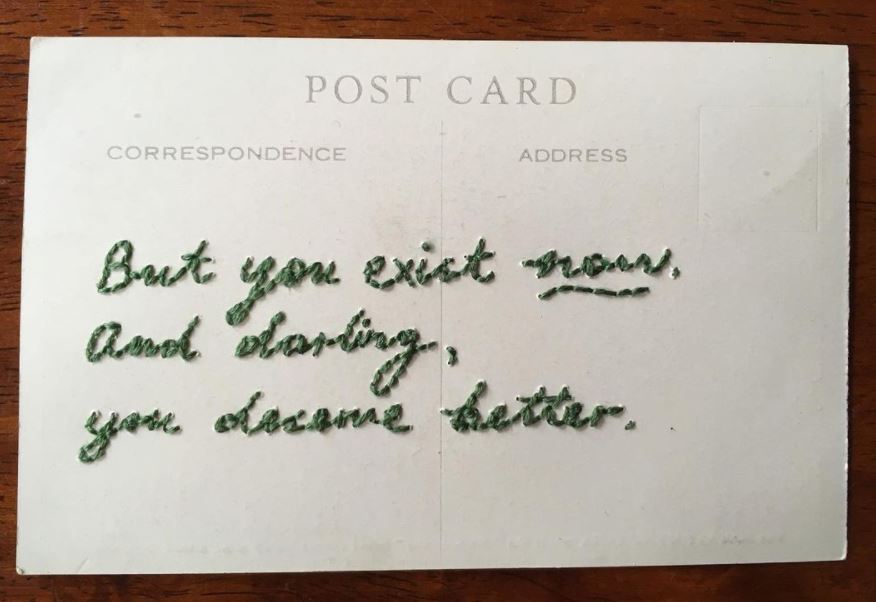 POST CARD
CORRESPONDENCE ADDRESS
But you exist now.
And darling,
you deserve better.